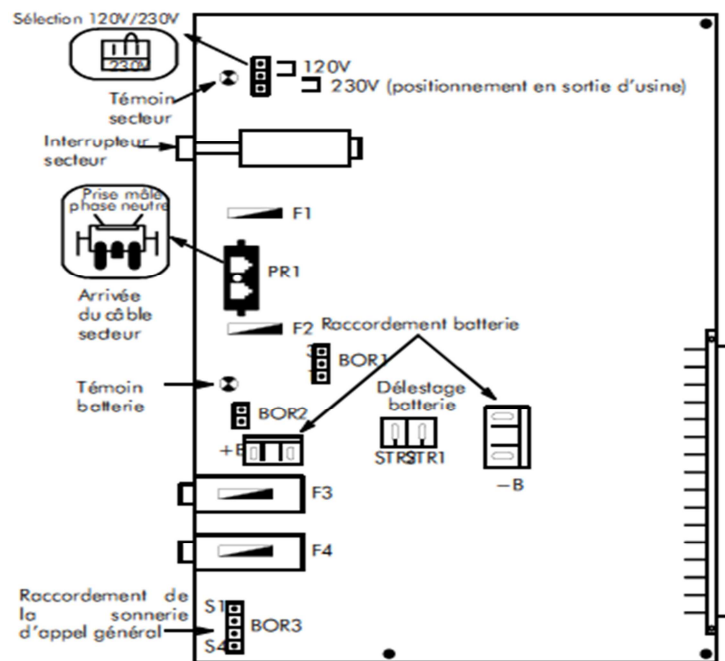 Sélection 120V/230V
230V
120V
230V (positionnement en sortie d'usine)
Témoin
secteur
Interrupteur
secteur
Prise mâle
phase neutre
F1
PR1
Arrivée
du câble
secteur
F2
Raccordement batterie
BOR1
Témoin
batterie
Délestage
batterie
BOR2
+B
STR2
STR1
−B
F3
F4
Raccordement de
la sonnerie
d'appel général
S1
BOR3
S4